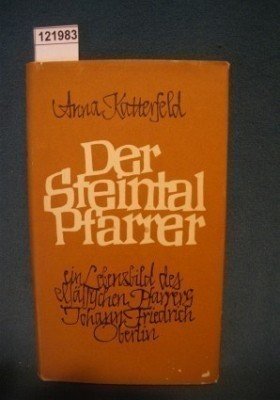 121983
Anna Katterfeld
Der
Steintal
Pfarrer
ein Lebensbild des
elsässischen Pfarrers
Johann Friedrich
Oberlin